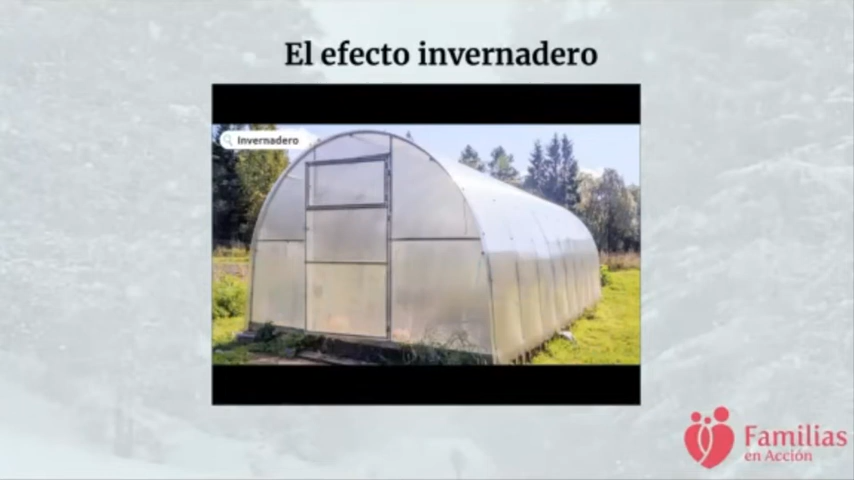 El efecto invernadero
Invernadero
Familias
en Acción